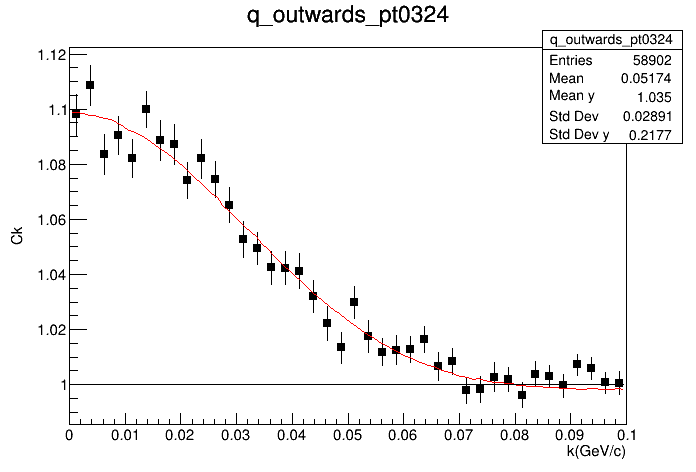 q_outwards_pt0324
q_outwards_pt0324
Entries 58902
Mean 0.05174
Mean y 1.035
Std Dev 0.02891
Std Dev y 0.2177
1.12
1.1
1.08
1.06
1.04
1.02
1
Ck
0 0.01 0.02 0.03 0.04 0.05 0.06 0.07 0.08 0.09 0.1
k(GeV/c)